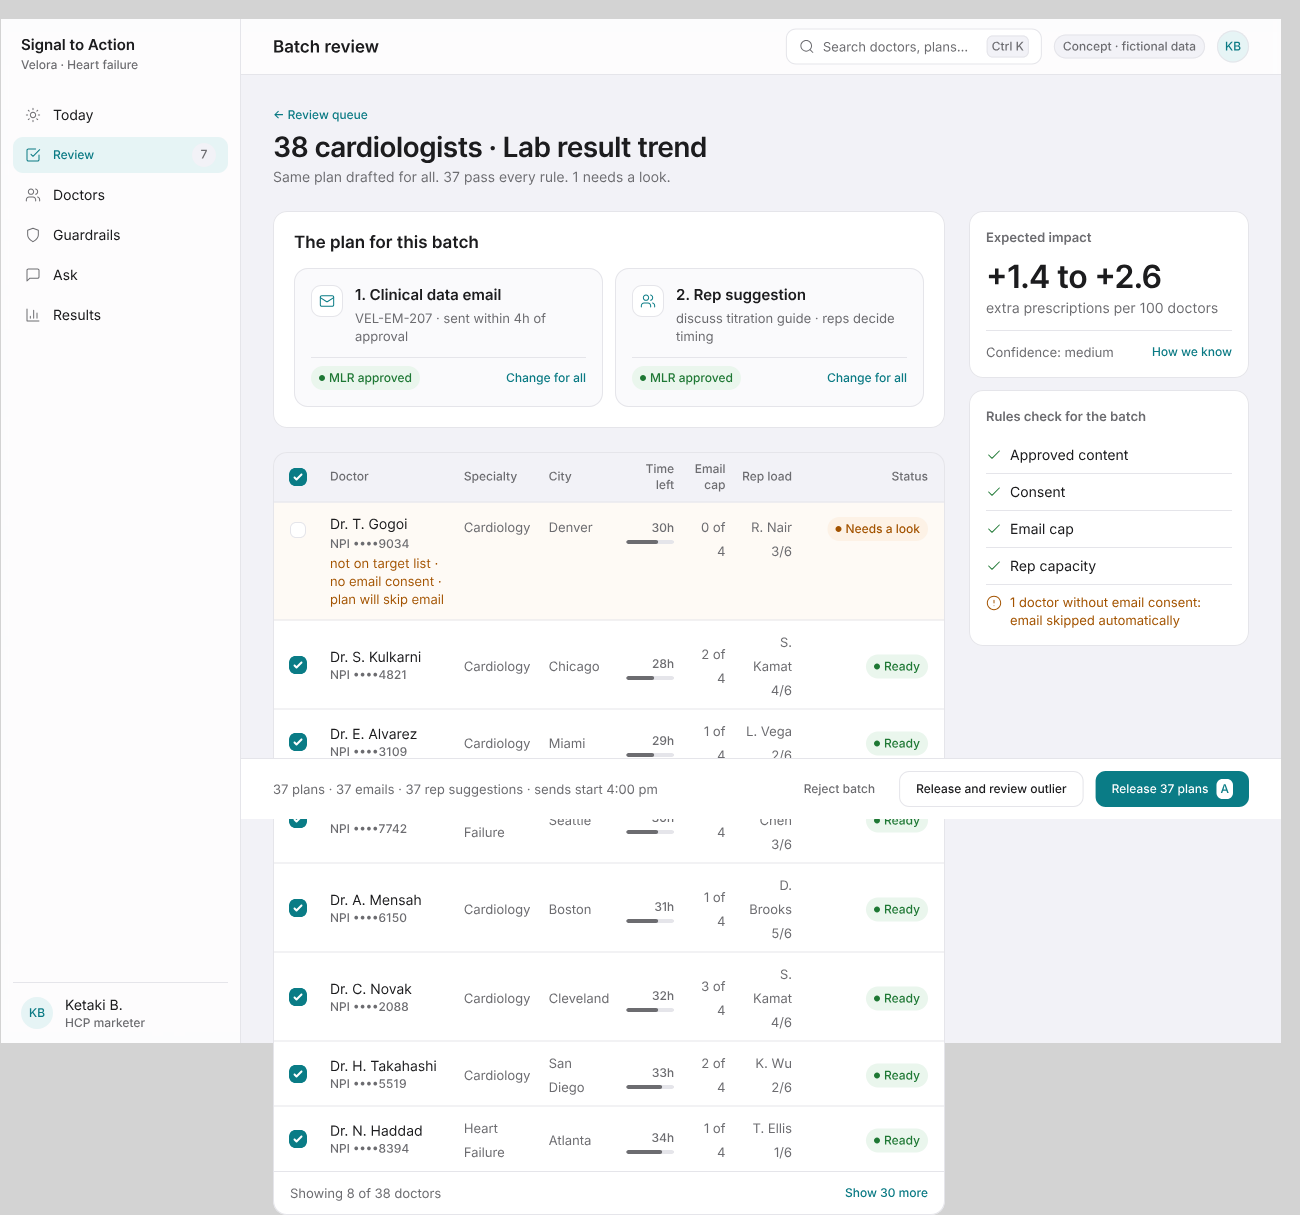 Signal to Action
Velora · Heart failure
Today
Review
7
Doctors
Guardrails
Ask
Results
KB
Ketaki B.
HCP marketer
Batch review
Search doctors, plans...
Ctrl K
Concept · fictional data
KB
← Review queue
38 cardiologists · Lab result trend
Same plan drafted for all. 37 pass every rule. 1 needs a look.
The plan for this batch
1. Clinical data email
VEL-EM-207 · sent within 4h of
approval
MLR approved
Change for all
2. Rep suggestion
discuss titration guide · reps decide
timing
MLR approved
Change for all
Expected impact
+1.4 to +2.6
extra prescriptions per 100 doctors
Confidence: medium
How we know
Rules check for the batch
Approved content
Consent
Email cap
Rep capacity
1 doctor without email consent:
email skipped automatically
Doctor
Specialty
City
Time
left
Email
cap
Rep load
Status
Dr. T. Gogoi
NPI ••••9034
not on target list ·
no email consent ·
plan will skip email
Cardiology
Denver
30h
0 of
4
R. Nair
3/6
Needs a look
Dr. S. Kulkarni
NPI ••••4821
Cardiology
Chicago
28h
2 of
4
S.
Kamat
4/6
Ready
Dr. E. Alvarez
NPI ••••3109
Cardiology
Miami
29h
1 of
4
L. Vega
2/6
Ready
37 plans · 37 emails · 37 rep suggestions · sends start 4:00 pm
Reject batch
Release and review outlier
Release 37 plans
A
NPI ••••7742
Failure
Seattle
4
Chen
3/6
Ready
Dr. A. Mensah
NPI ••••6150
Cardiology
Boston
31h
1 of
4
D.
Brooks
5/6
Ready
Dr. C. Novak
NPI ••••2088
Cardiology
Cleveland
32h
3 of
4
S.
Kamat
4/6
Ready
Dr. H. Takahashi
NPI ••••5519
Cardiology
San
Diego
33h
2 of
4
K. Wu
2/6
Ready
Dr. N. Haddad
NPI ••••8394
Heart
Failure
Atlanta
34h
1 of
4
T. Ellis
1/6
Ready
Showing 8 of 38 doctors
Show 30 more